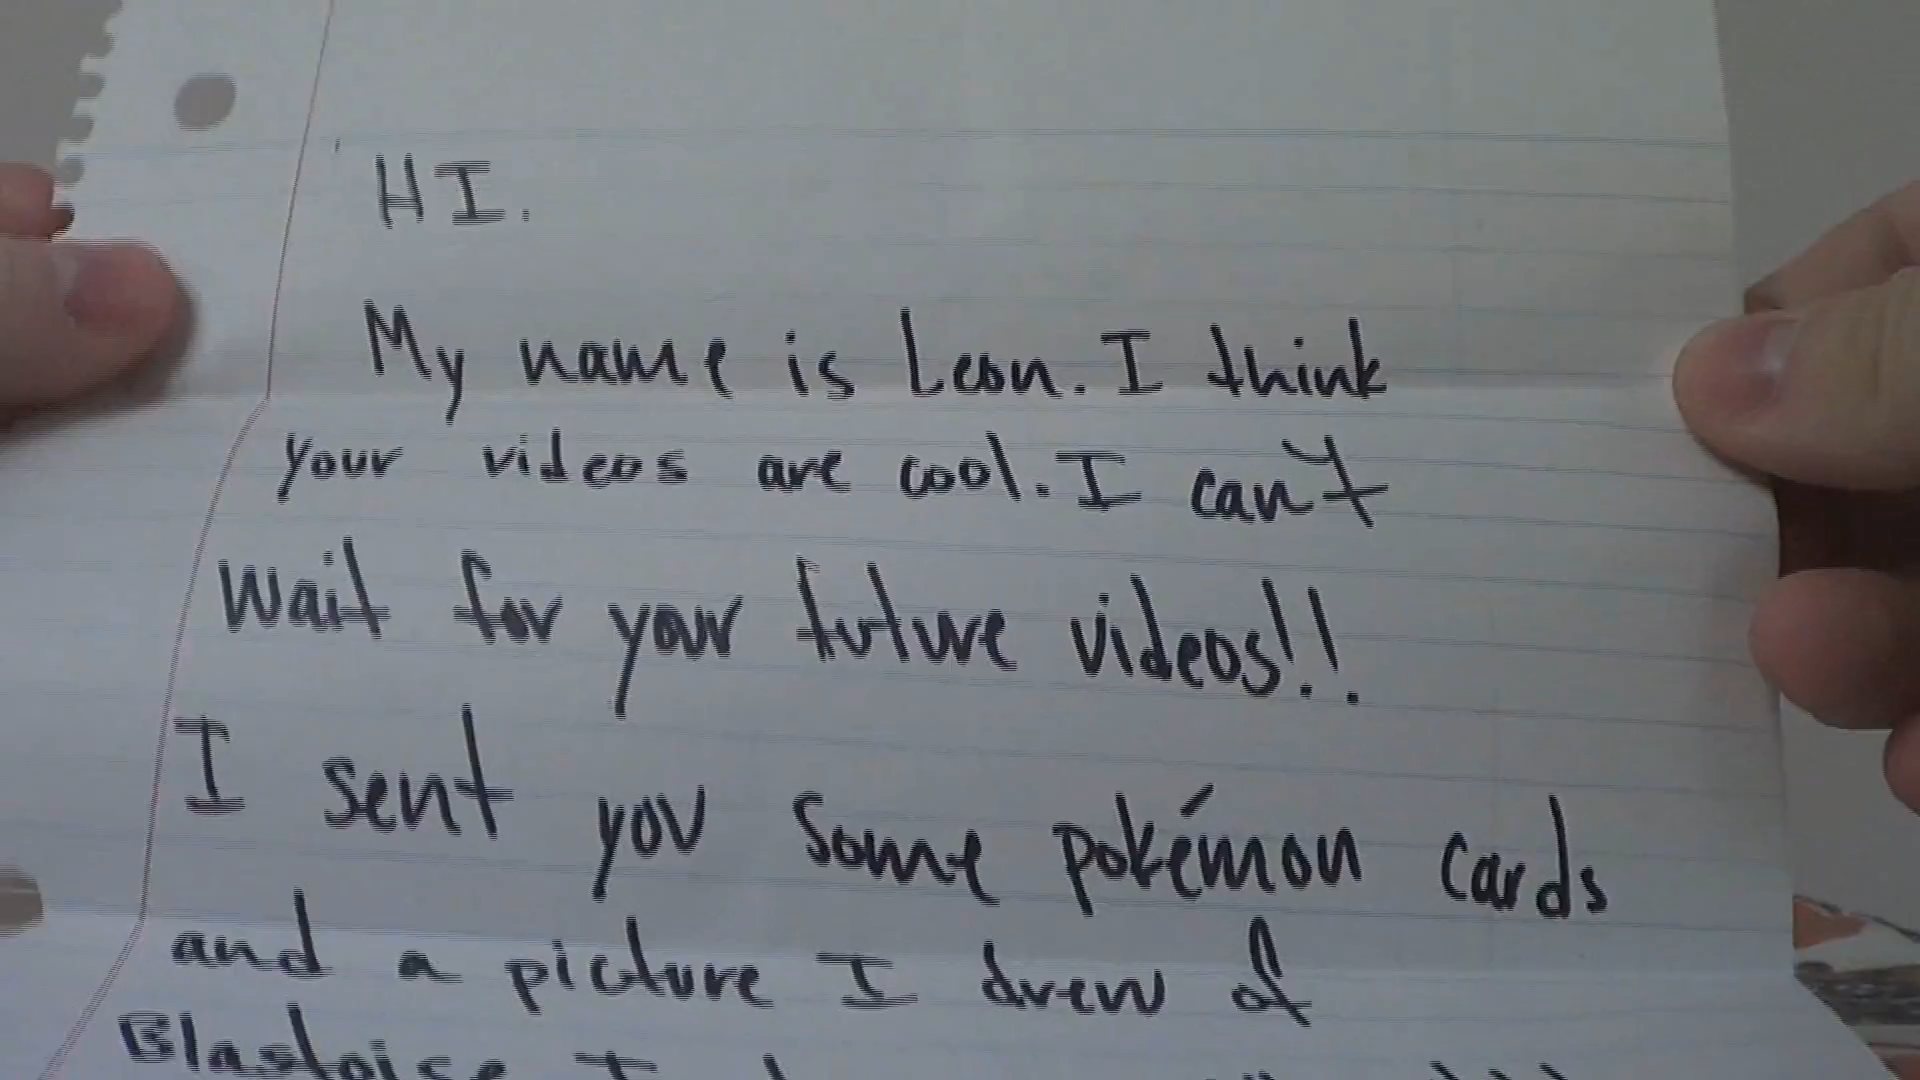 HI.
My name is Leon. I think
your videos are cool. I can't
wait for your future videos!!
I sent you some pokémon cards
and a picture I drew of
Blastoise I